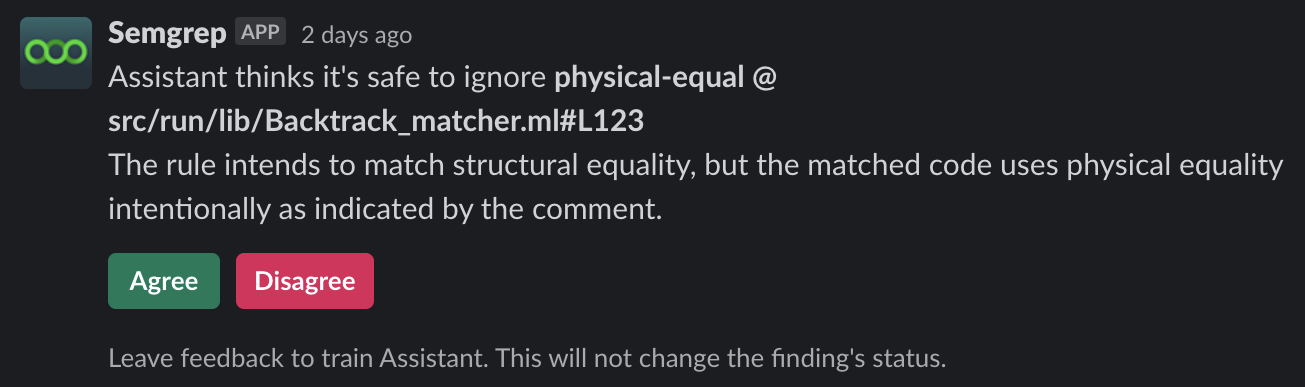 Semgrep APP 2 days ago
Assistant thinks it's safe to ignore physical-equal @
src/run/lib/Backtrack_matcher.ml#L123
The rule intends to match structural equality, but the matched code uses physical equality
intentionally as indicated by the comment.
Agree Disagree
Leave feedback to train Assistant. This will not change the finding's status.